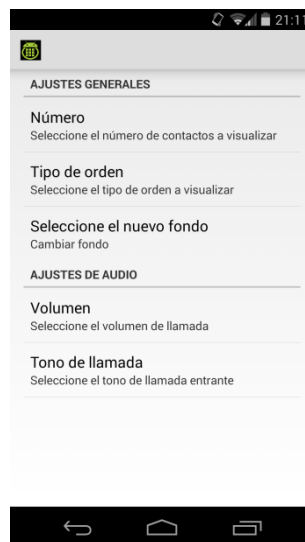 21:11
AJUSTES GENERALES
Número
Seleccione el número de contactos a visualizar
Tipo de orden
Seleccione el tipo de orden a visualizar
Seleccione el nuevo fondo
Cambiar fondo
AJUSTES DE AUDIO
Volumen
Seleccione el volumen de llamada
Tono de llamada
Seleccione el tono de llamada entrante